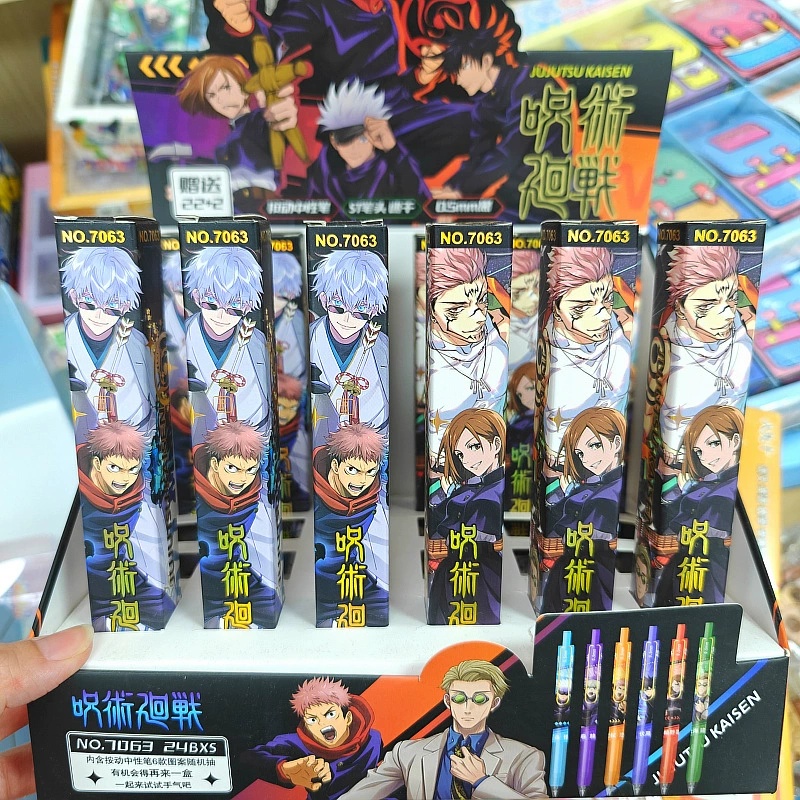 JUJUTSU KAISEN
呪術
廻戦
赠送
22+2
按动中性笔
ST笔头 速干
0.5mm黑
NO.7063
NO.7063
NO.7063
NO.7063
NO.7063
NO.7063
呪術廻
呪術廻
呪術廻
呪術廻
呪術廻
呪術廻
呪術廻戦
NO.7063 24BXS
内含按动中性笔6款图案随机抽
有机会得再来一盒
一起来试试手气吧
JUJUTSU KAISEN